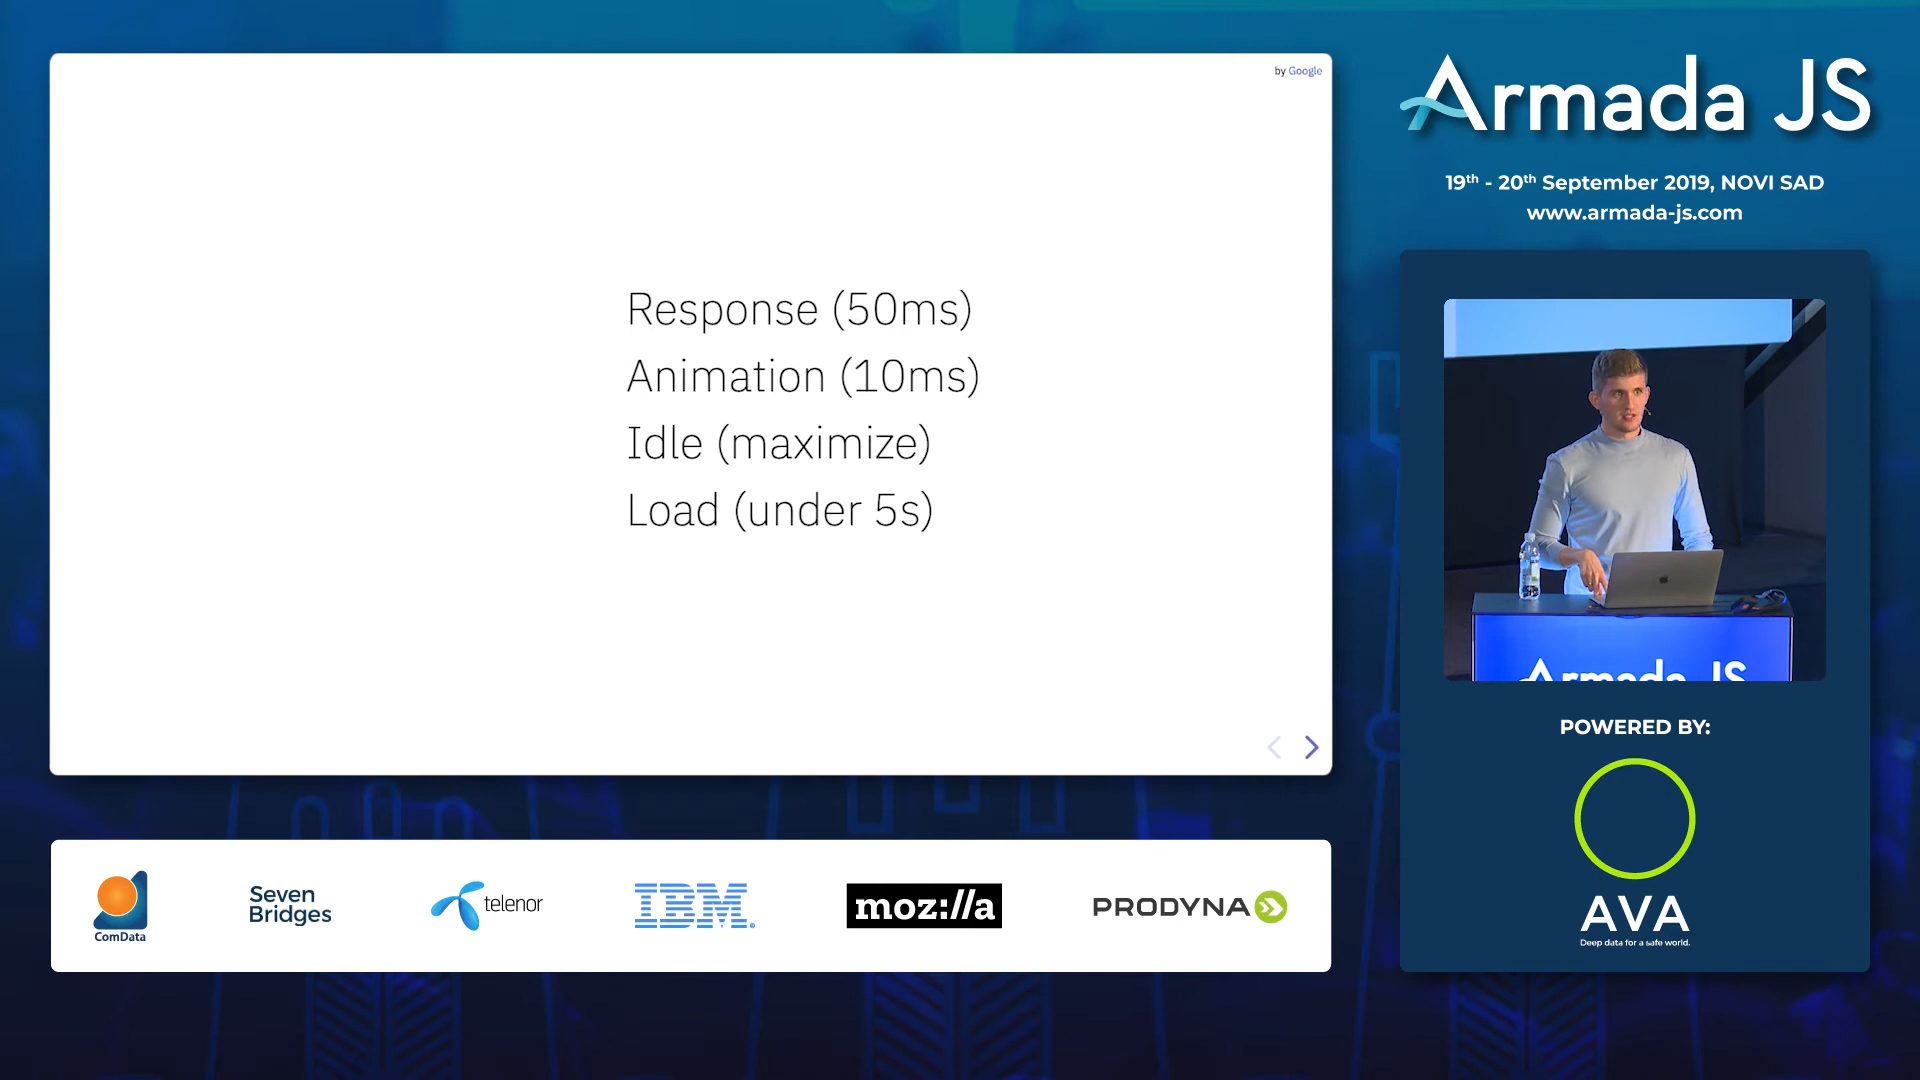 by Google
Response (50ms)
Animation (10ms)
Idle (maximize)
Load (under 5s)
Armada JS
19th - 20th September 2019, NOVI SAD
www.armada-js.com
Armada JS
POWERED BY:
AVA
Deep data for a safe world.
ComData
Seven
Bridges
telenor
IBM
moz://a
PRODYNA